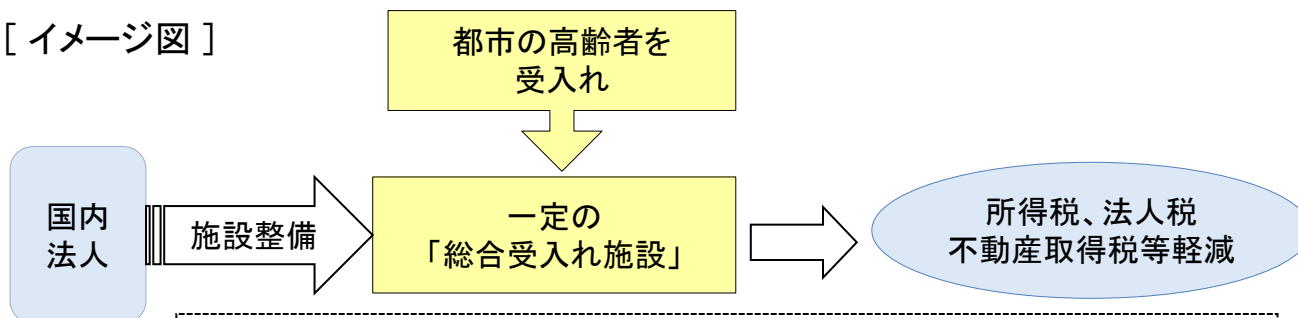 [ イメージ図 ]
都市の高齢者を
受入れ
国内
法人
施設整備
一定の
「総合受入れ施設」
所得税、法人税
不動産取得税等軽減